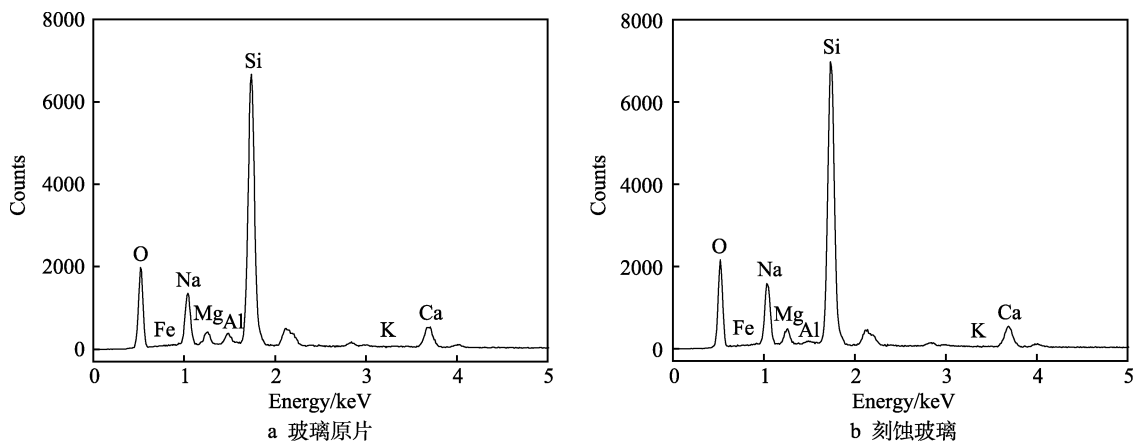 8000
6000
4000
2000
0
Counts
O
Fe
Na
Mg
Al
Si
K
Ca
0 1 2 3 4 5
Energy/keV
a 玻璃原片
8000
6000
4000
2000
0
Counts
O
Fe
Na
Mg
Al
Si
K
Ca
0 1 2 3 4 5
Energy/keV
b 刻蚀玻璃